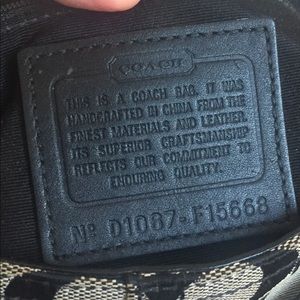 COACH
THIS IS A COACH BAG. IT WAS
HANDCRAFTED IN CHINA FROM THE
FINEST MATERIALS AND LEATHER.
ITS SUPERIOR CRAFTSMANSHIP
REFLECTS OUR COMMITMENT TO
ENDURING QUALITY.
Nº D1087-F15668